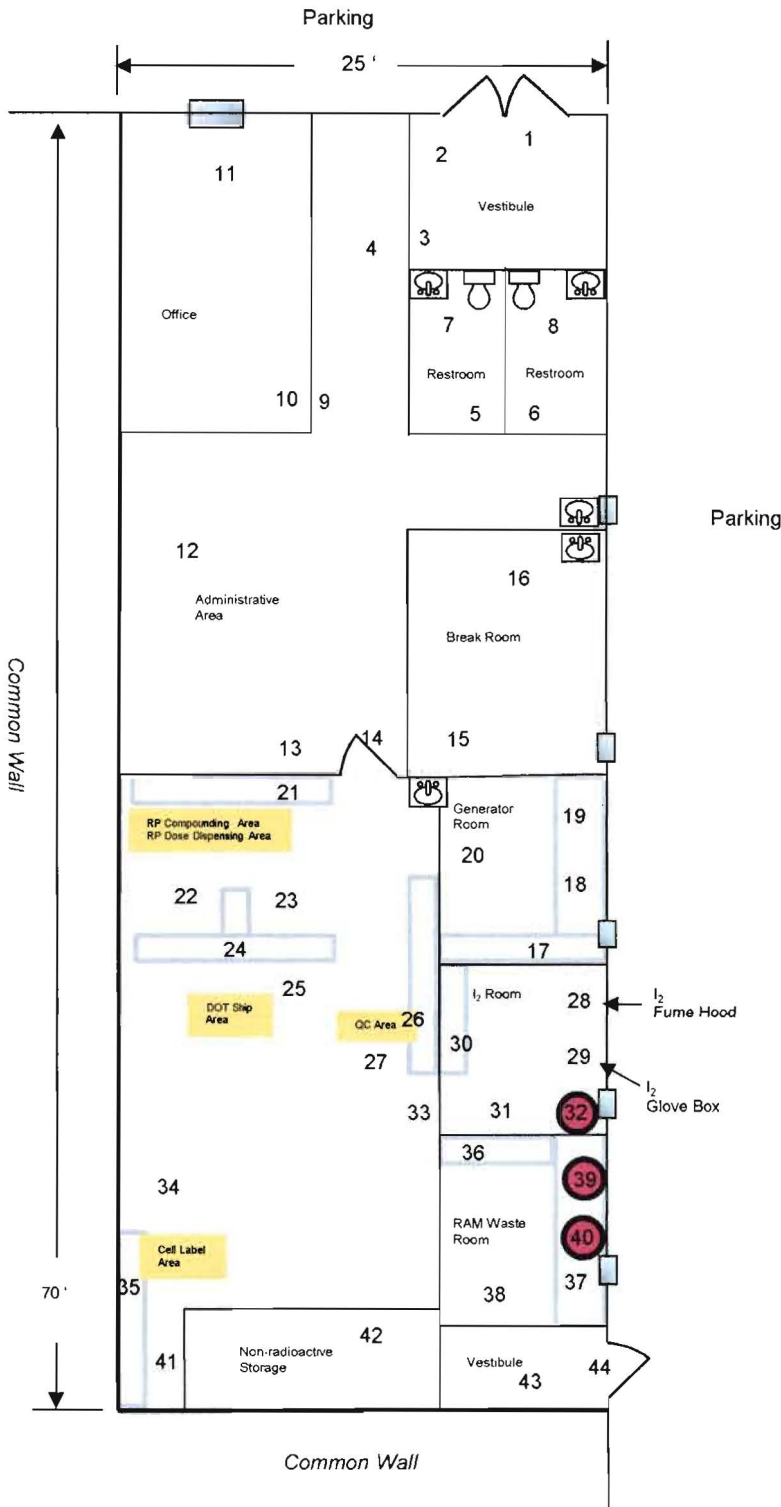 Parking
25 '
1
2
11
Vestibule
3
4
Office
7
8
Restroom
Restroom
10
9
5
6
Parking
12
16
Administrative
Area
Break Room
Common Wall
13
14
15
21
Generator
Room
19
RP Compounding Area
RP Dose Dispensing Area
20
18
22
23
24
17
25
I₂ Room
28
I₂
Fume Hood
DOT Ship
Area
QC Area
26
30
27
29
I₂
Glove Box
33
31
32
36
34
39
RAM Waste
Room
40
Cell Label
Area
35
70 '
37
38
42
Non-radioactive
Storage
41
Vestibule
43
44
Common Wall